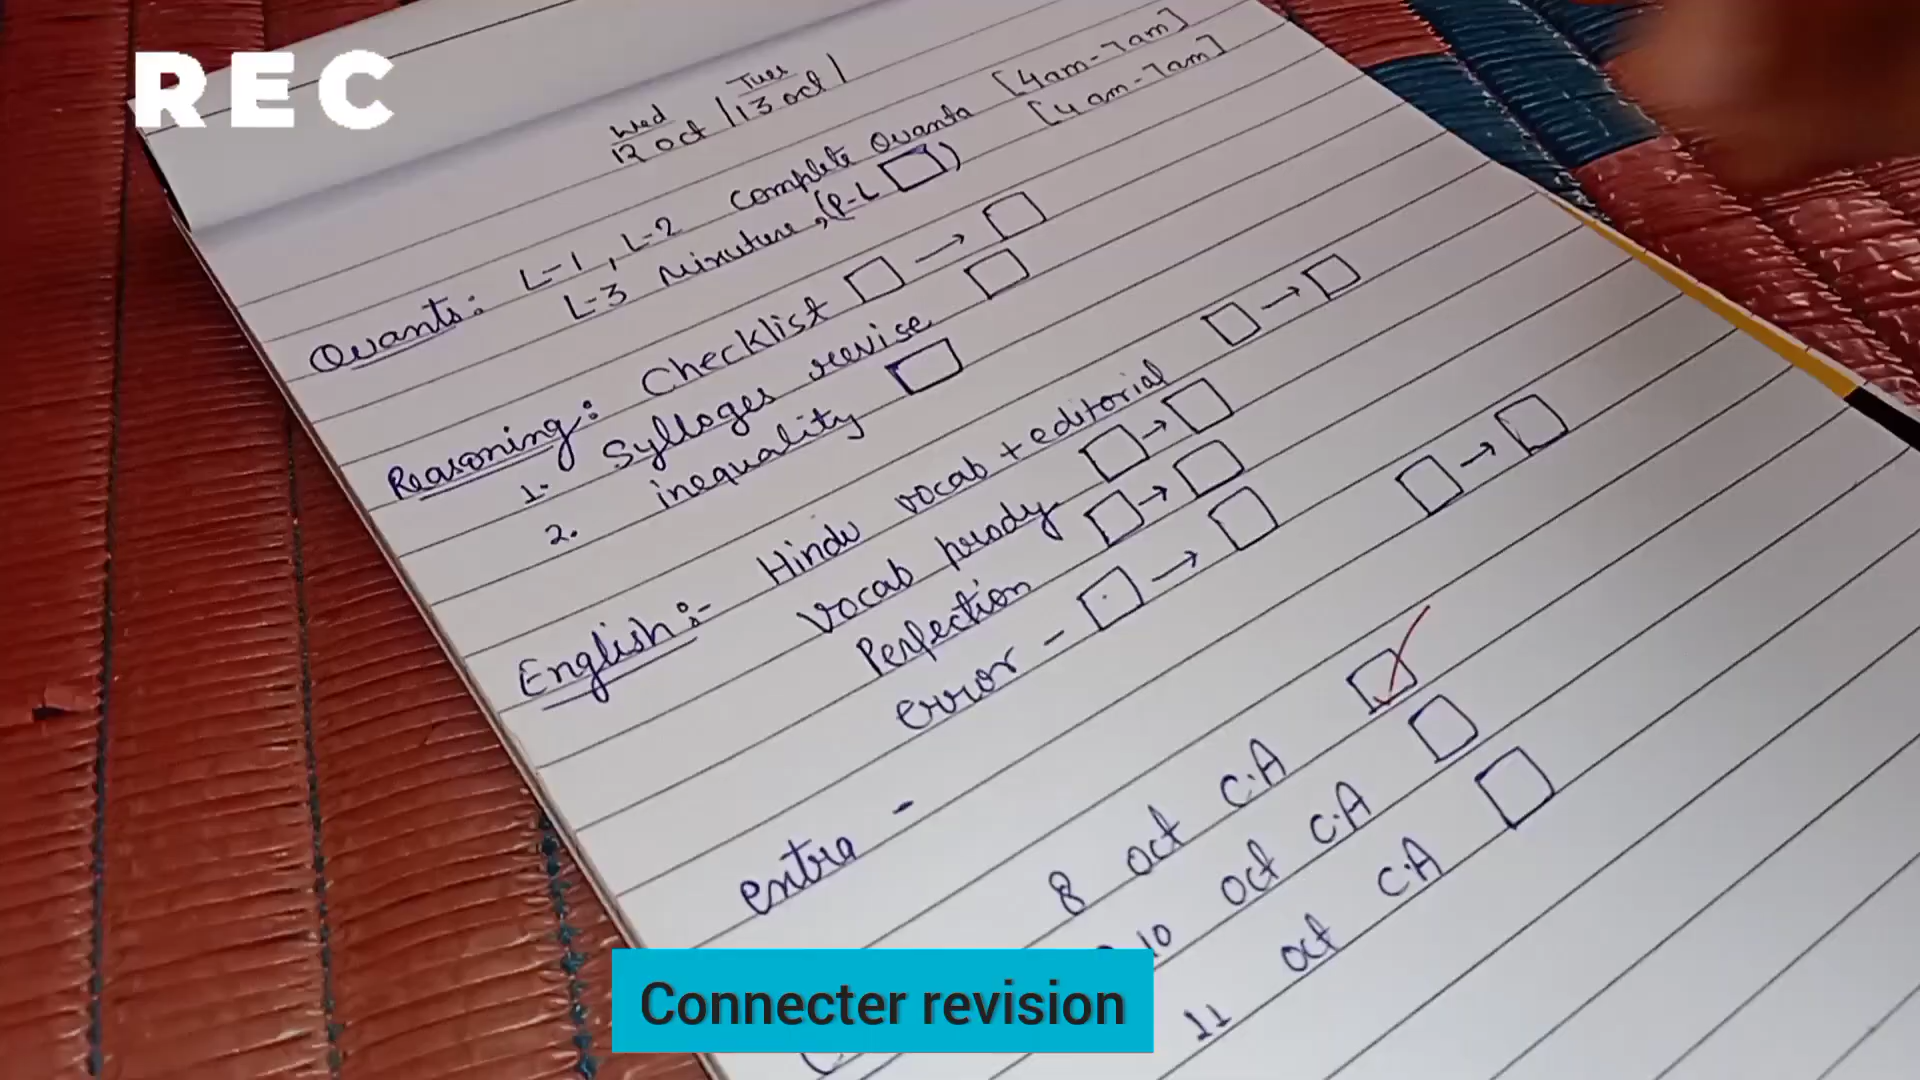 REC
Wed Tues
12 oct | 13 oct |
Quants: L-1, L-2 complete Quanta [4am-7am]
L-3 Mixuture, (P-L ) [4am-7am]
Reasoning: Checklist →
1. Sylloges revise
2. inequality
English:- Hindu vocab + editorial →
vocab →
Perfection →
error - → →
extra -
8 oct C.A
10 oct C.A
11 oct C.A
Connecter revision